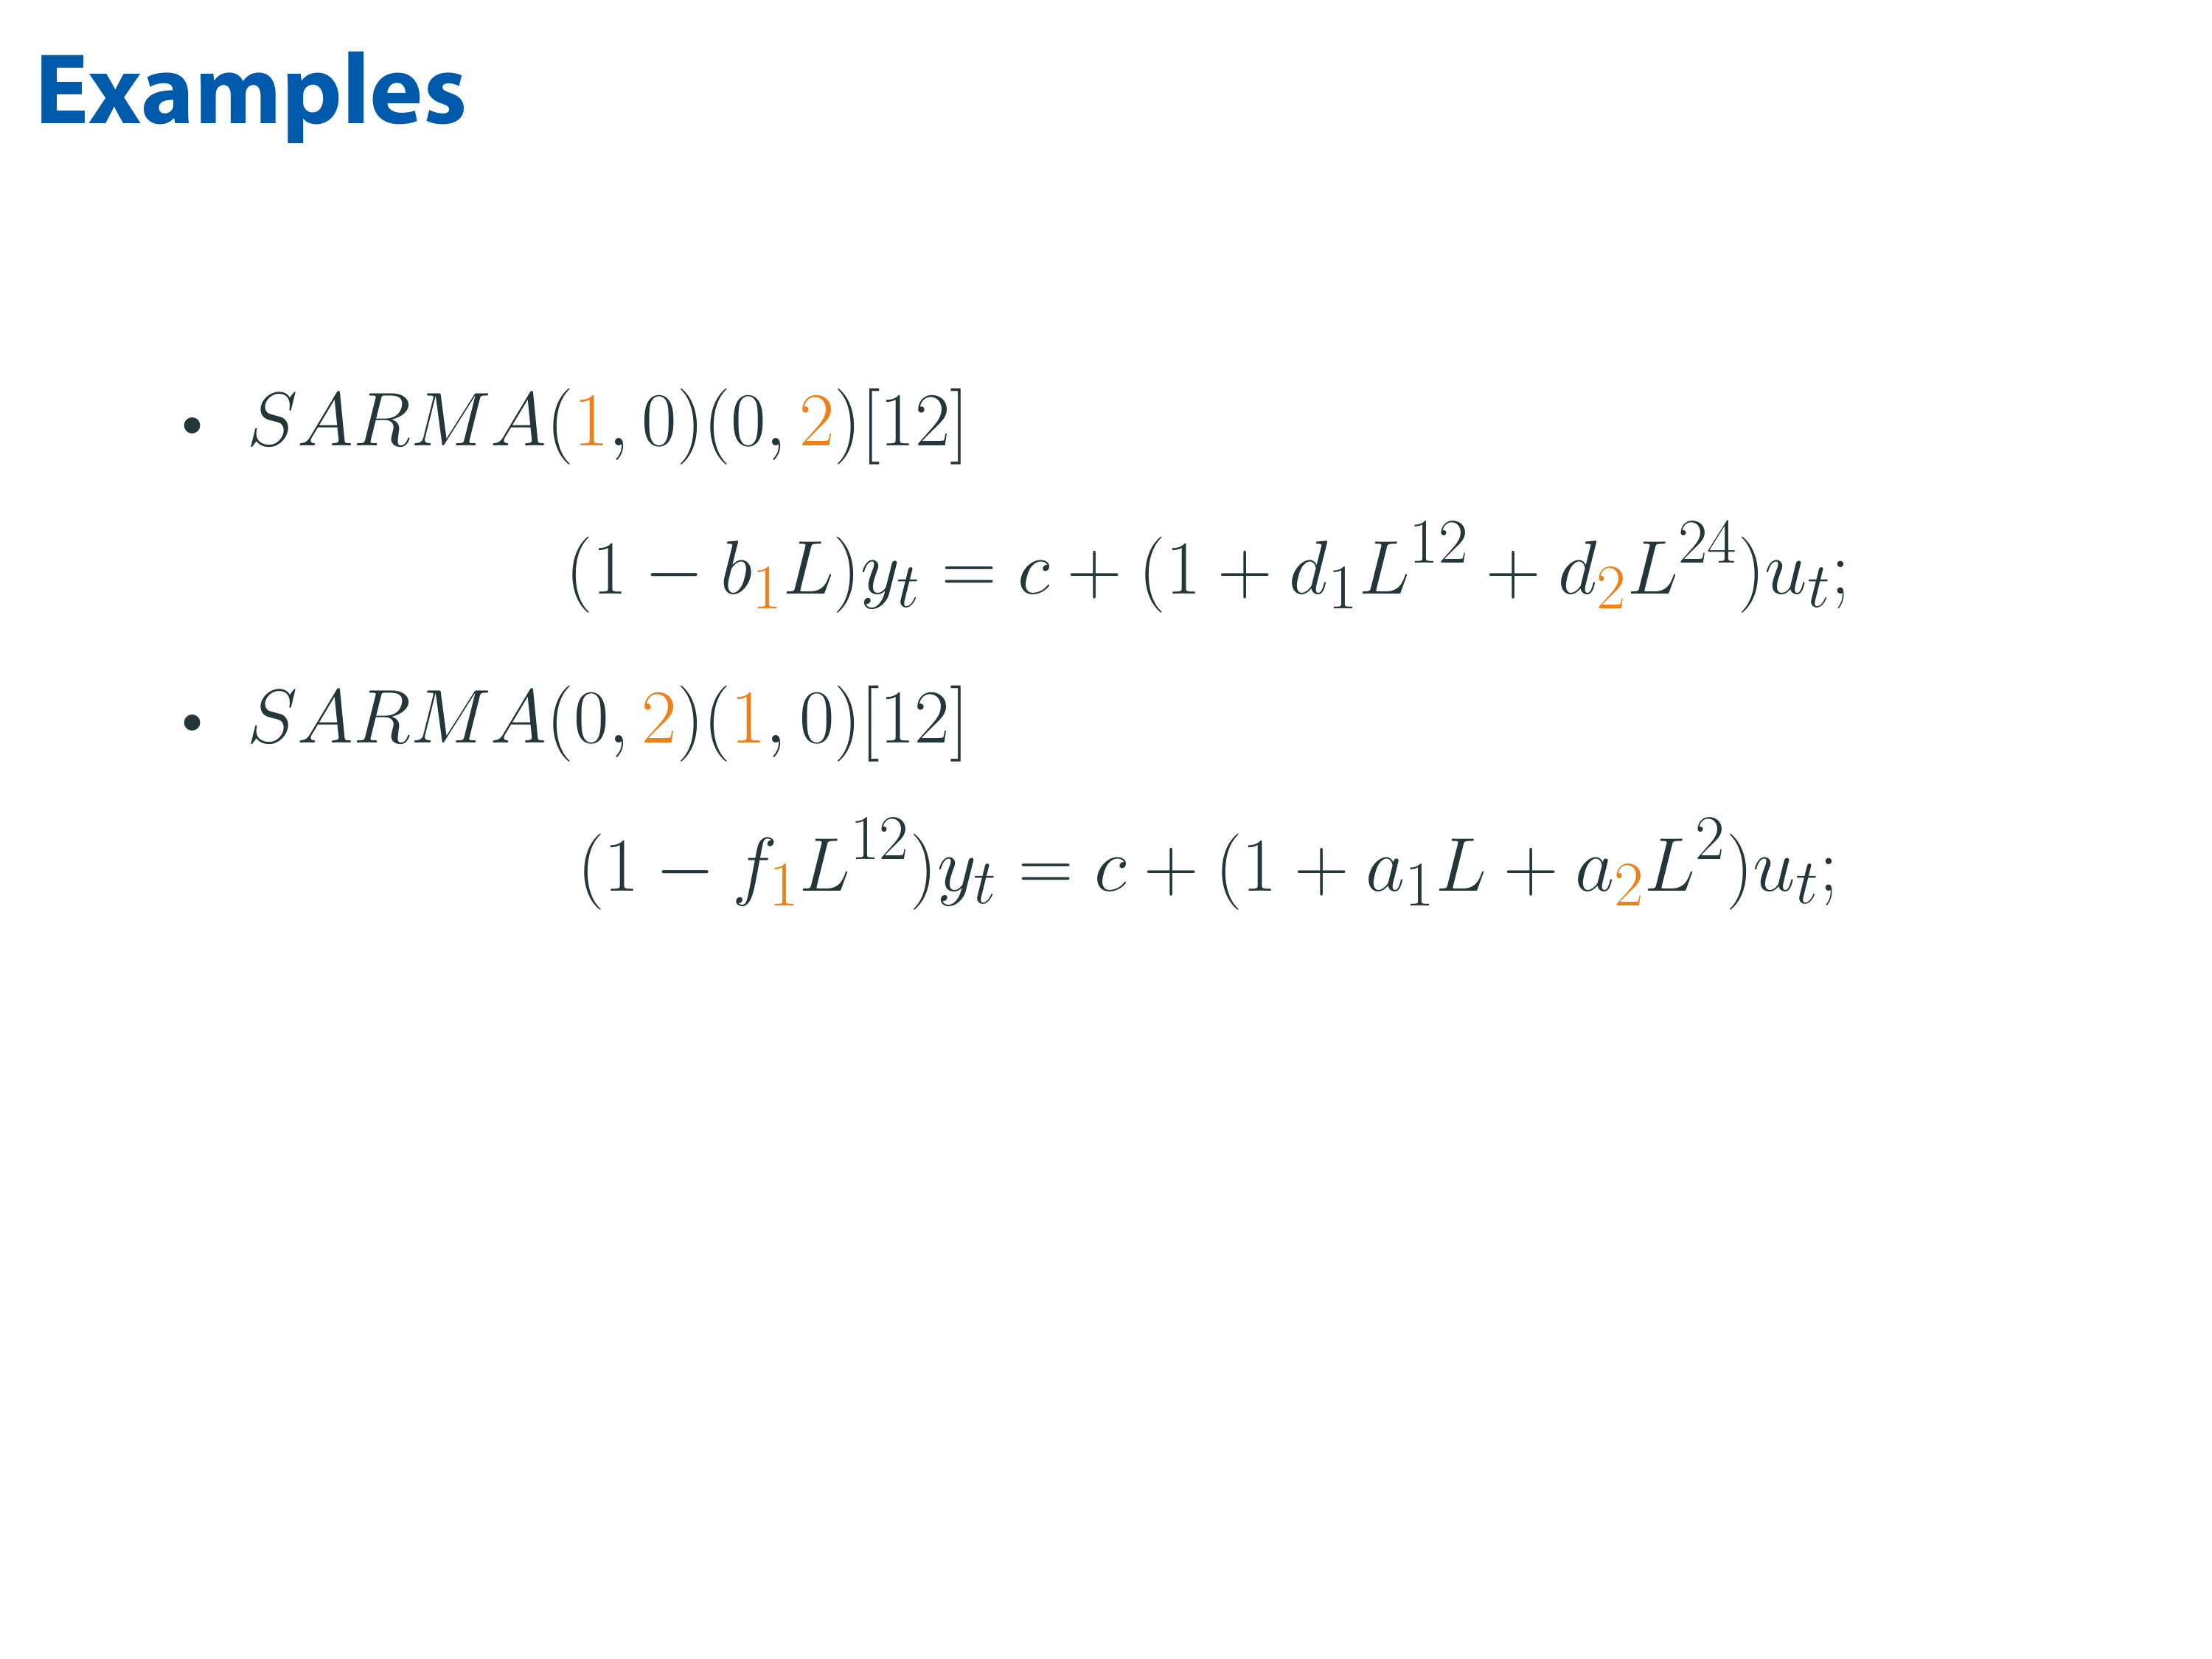 Examples
• SARMA(1, 0)(0, 2)[12]
(1 − b₁L)yₜ = c + (1 + d₁L¹² + d₂L²⁴)uₜ;
• SARMA(0, 2)(1, 0)[12]
(1 − f₁L¹²)yₜ = c + (1 + a₁L + a₂L²)uₜ;